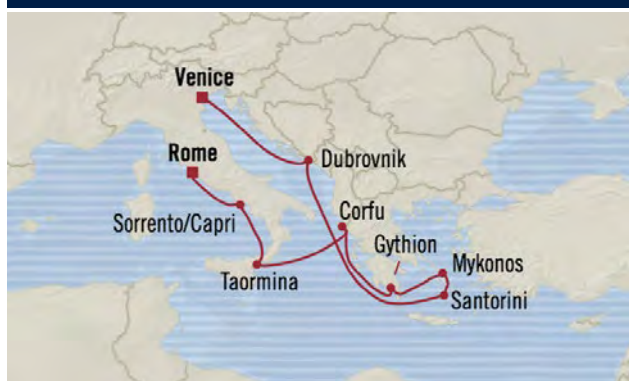 Venice
Rome
Dubrovnik
Sorrento/Capri
Corfu
Gythion
Taormina
Mykonos
Santorini